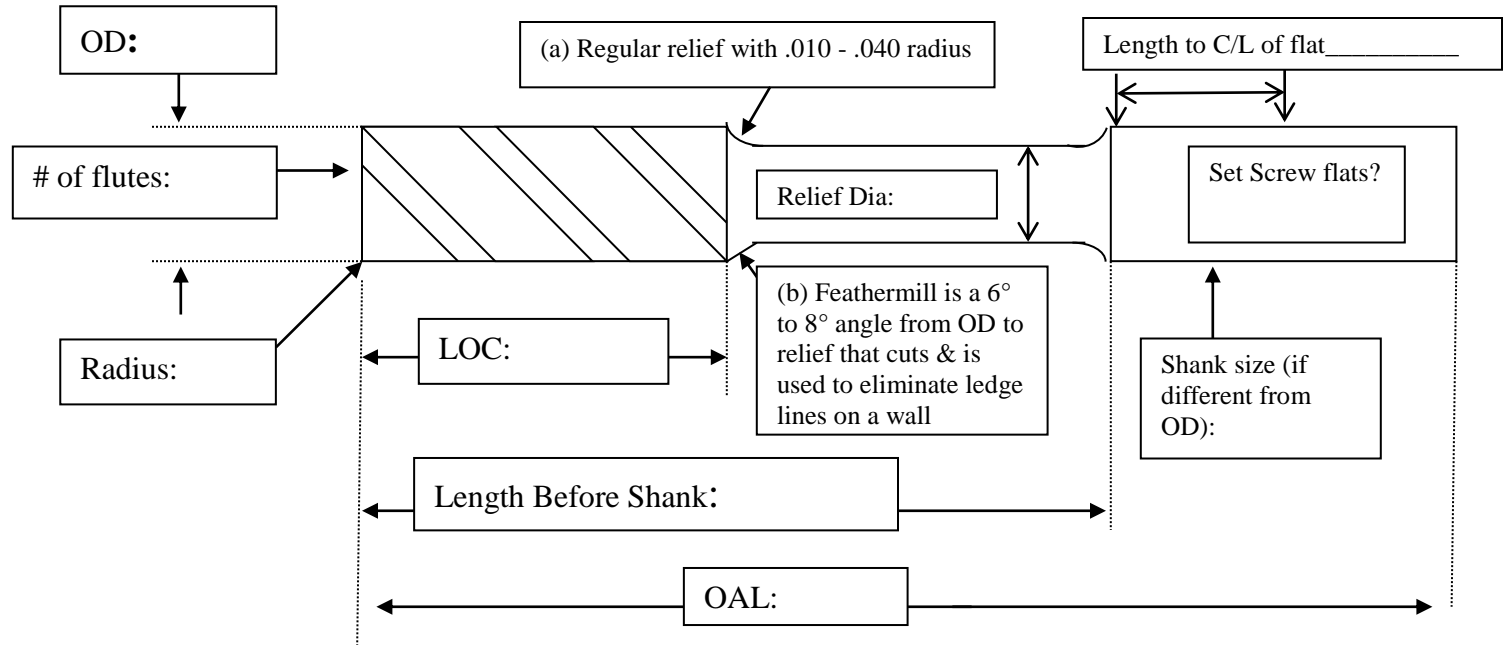 OD:
(a) Regular relief with .010 - .040 radius
Length to C/L of flat___________
# of flutes:
Relief Dia:
Set Screw flats?
Radius:
LOC:
(b) Feathermill is a 6°
to 8° angle from OD to
relief that cuts & is
used to eliminate ledge
lines on a wall
Shank size (if
different from
OD):
Length Before Shank:
OAL: